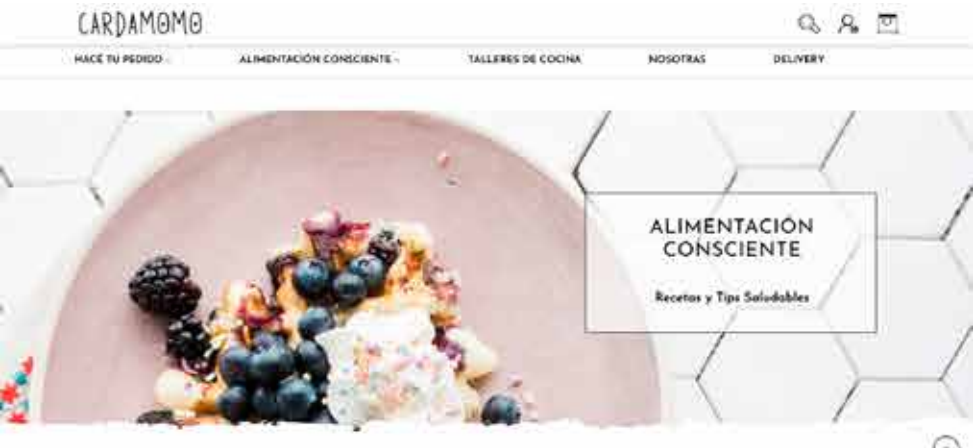 CARDAMOMO
HACÉ TU PEDIDO
ALIMENTACIÓN CONSCIENTE
TALLERES DE COCINA
NOSOTRAS
DELIVERY
ALIMENTACIÓN
CONSCIENTE
Recetas y Tips Saludables